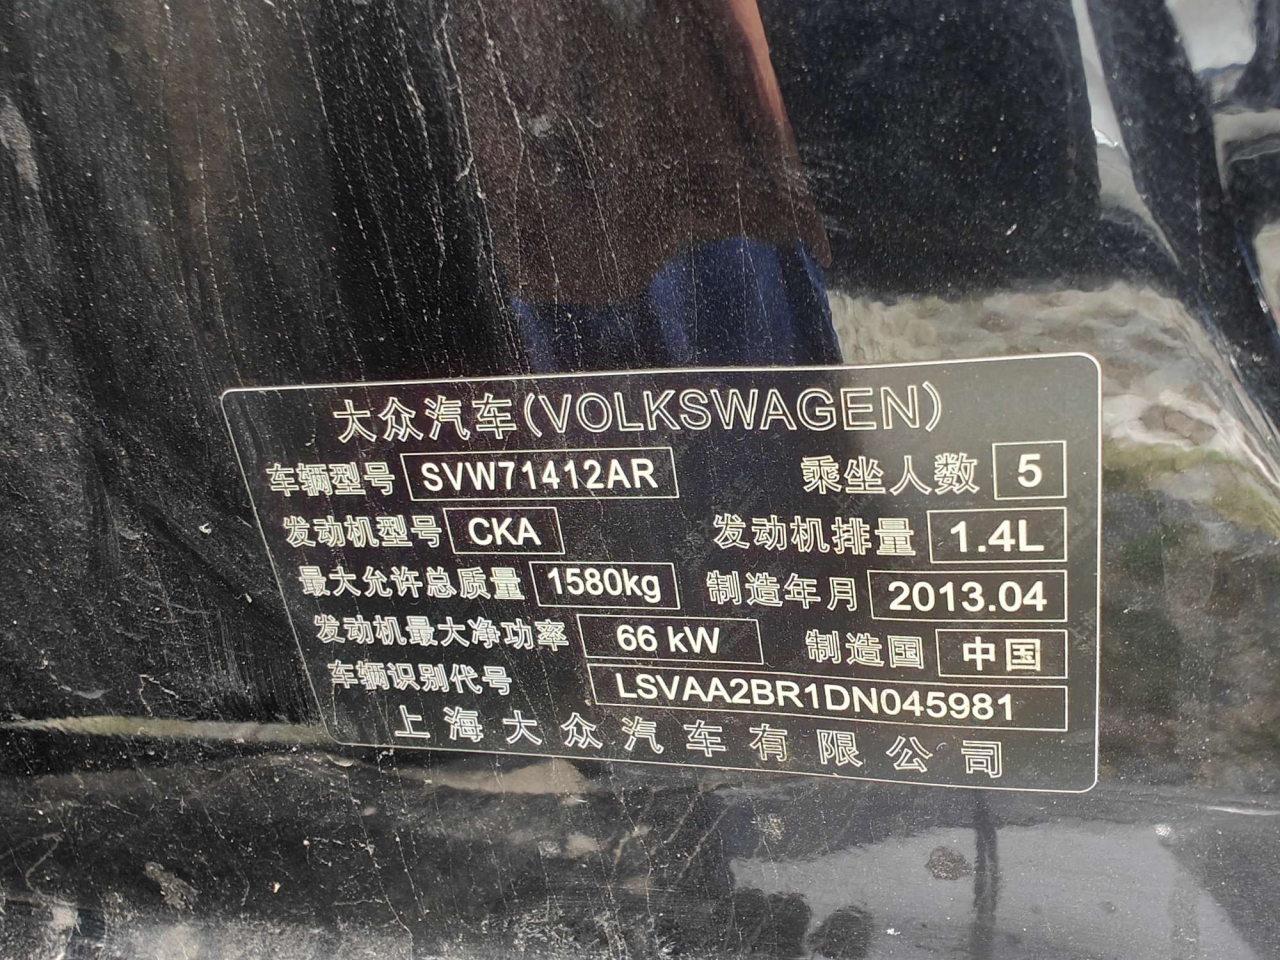 大众汽车(VOLKSWAGEN)
车辆型号 SVW71412AR 乘坐人数 5
发动机型号 CKA 发动机排量 1.4L
最大允许总质量 1580kg 制造年月 2013.04
发动机最大净功率 66 kW 制造国 中国
车辆识别代号 LSVAA2BR1DN045981
上海大众汽车有限公司